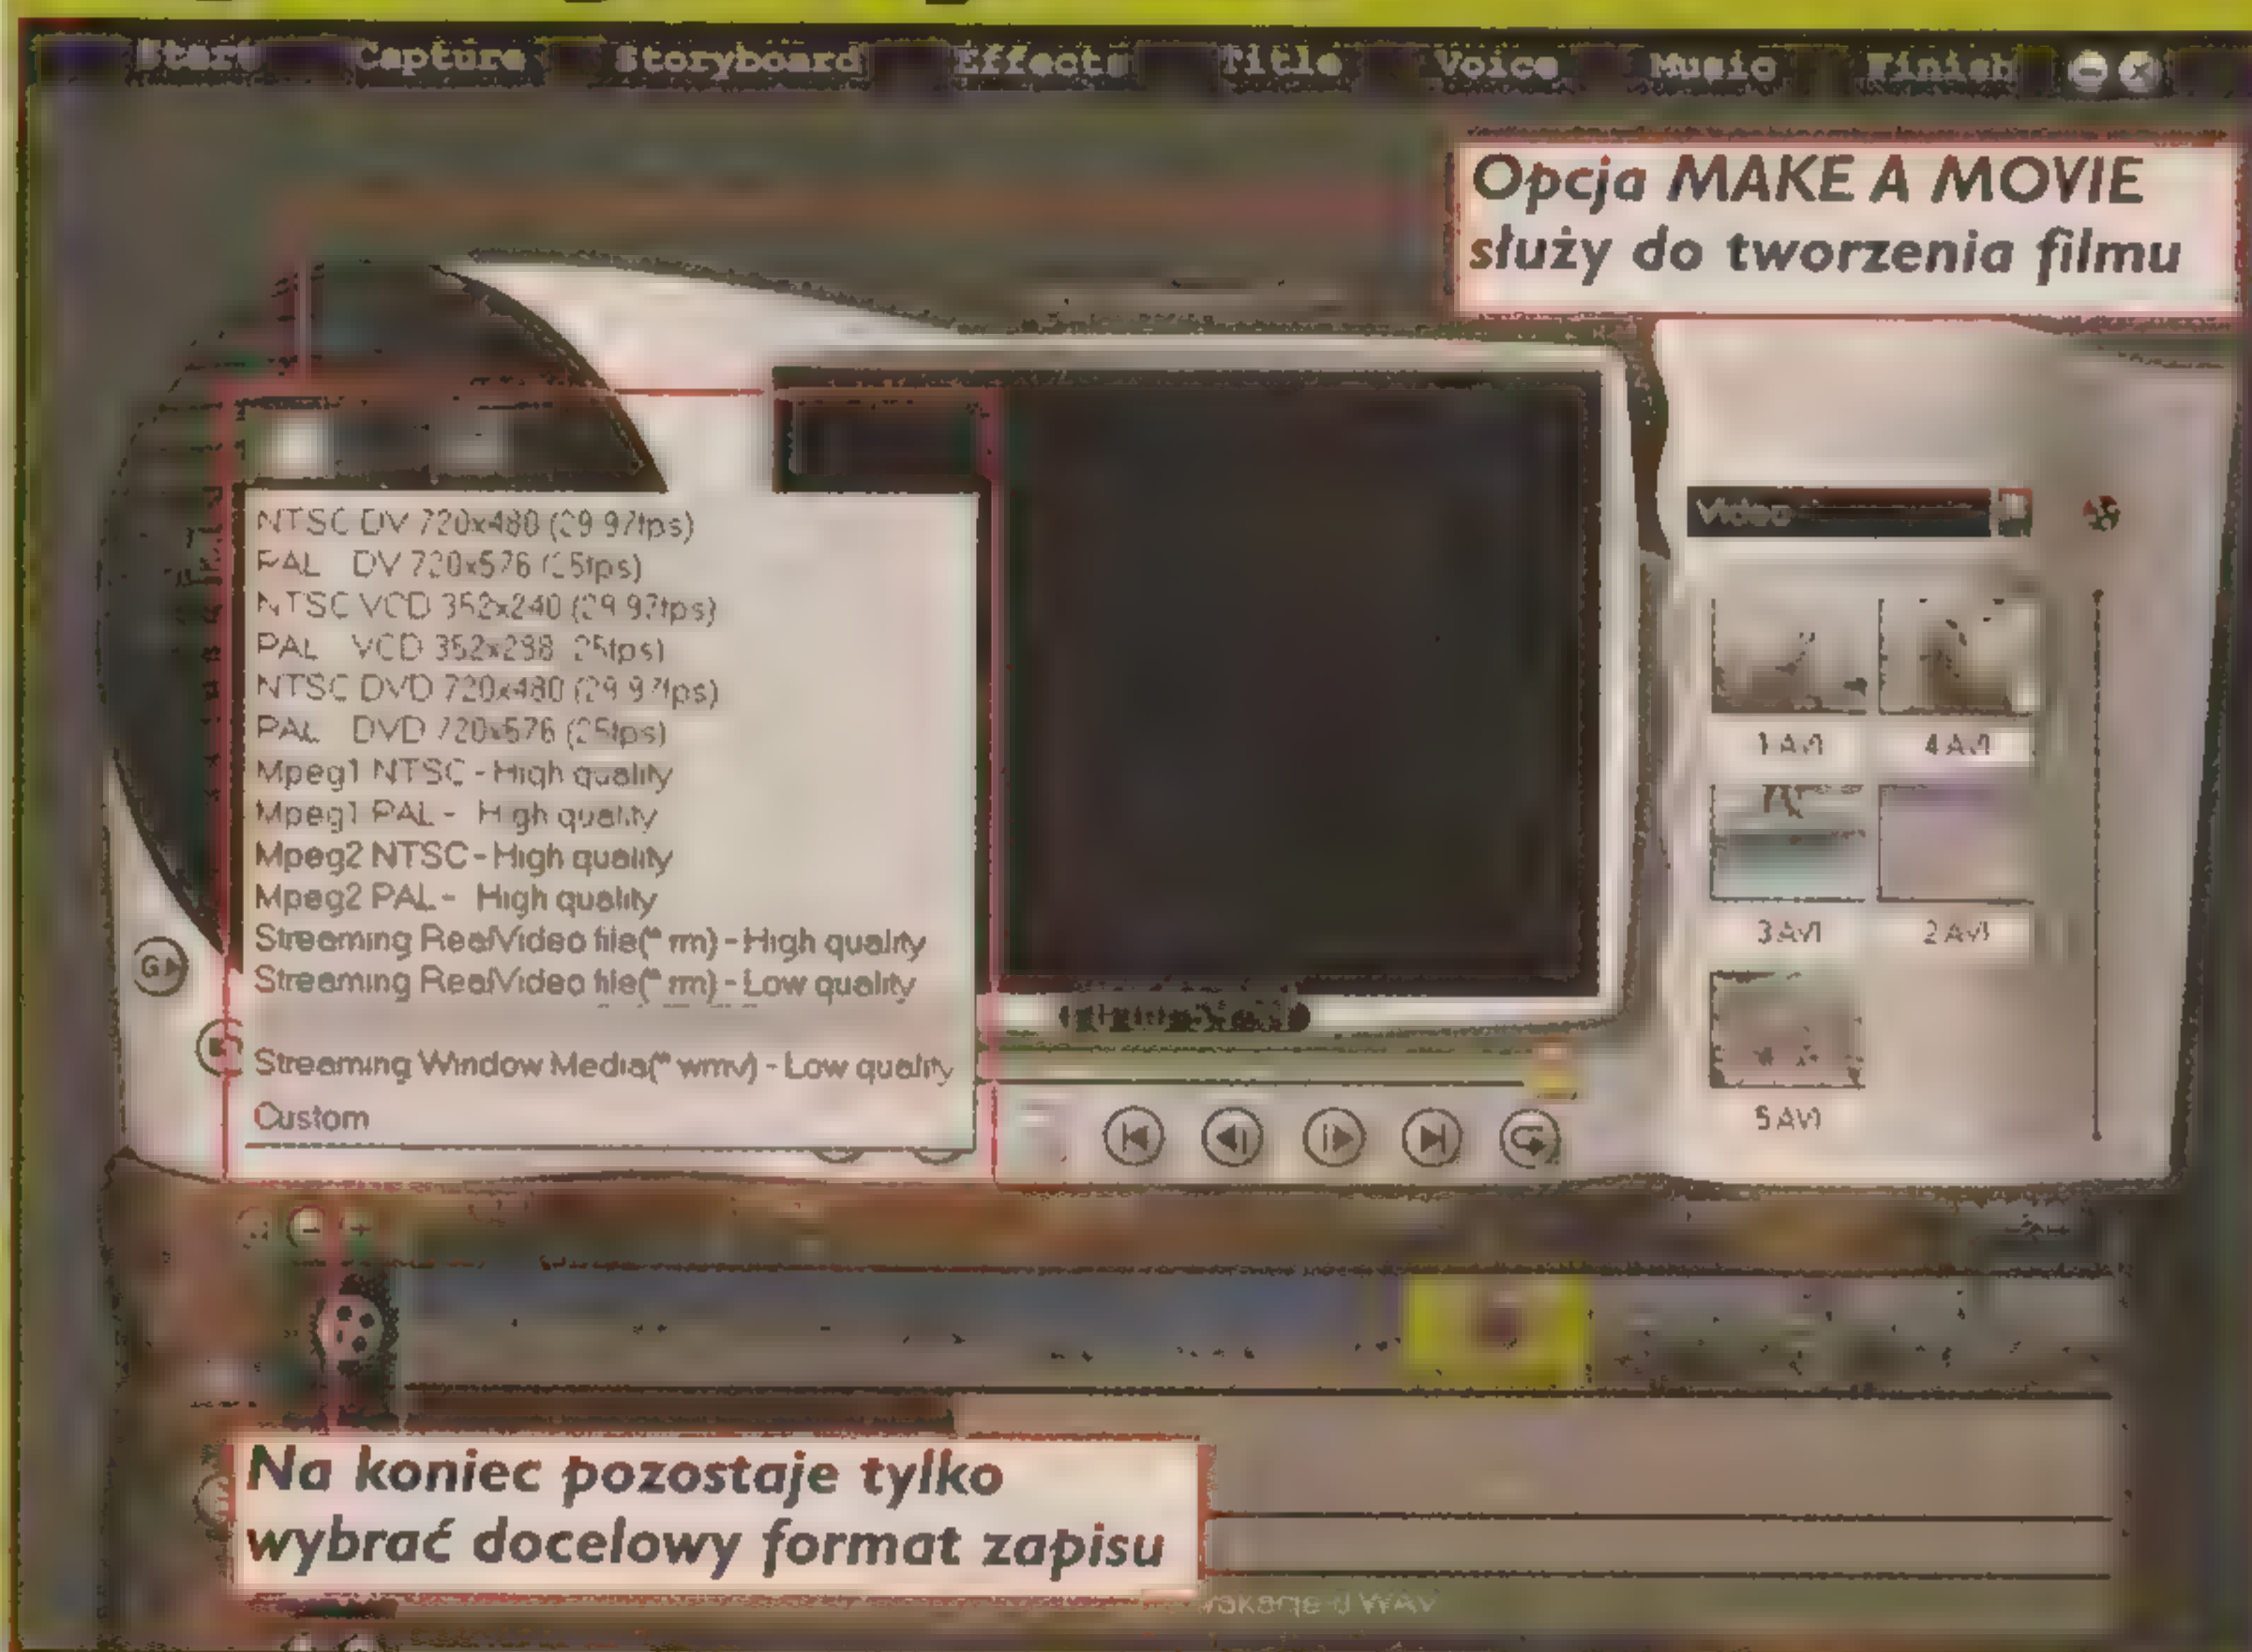 Start Capture Storyboard Effects Title Voice Music Finish
Opcja MAKE A MOVIE
służy do tworzenia filmu
NTSC DV 720x480 (29.97fps)
PAL DV 720x576 (25fps)
NTSC VCD 352x240 (29.97fps)
PAL VCD 352x288 (25fps)
NTSC DVD 720x480 (29.97fps)
PAL DVD 720x576 (25fps)
Mpeg1 NTSC - High quality
Mpeg1 PAL - High quality
Mpeg2 NTSC - High quality
Mpeg2 PAL - High quality
Streaming RealVideo file(*.rm) - High quality
Streaming RealVideo file(*.rm) - Low quality
Streaming Window Media(*.wmv) - Low quality
Custom
Video
1.AVI 4.AVI
3.AVI 2.AVI
5.AVI
Na koniec pozostaje tylko
wybrać docelowy format zapisu